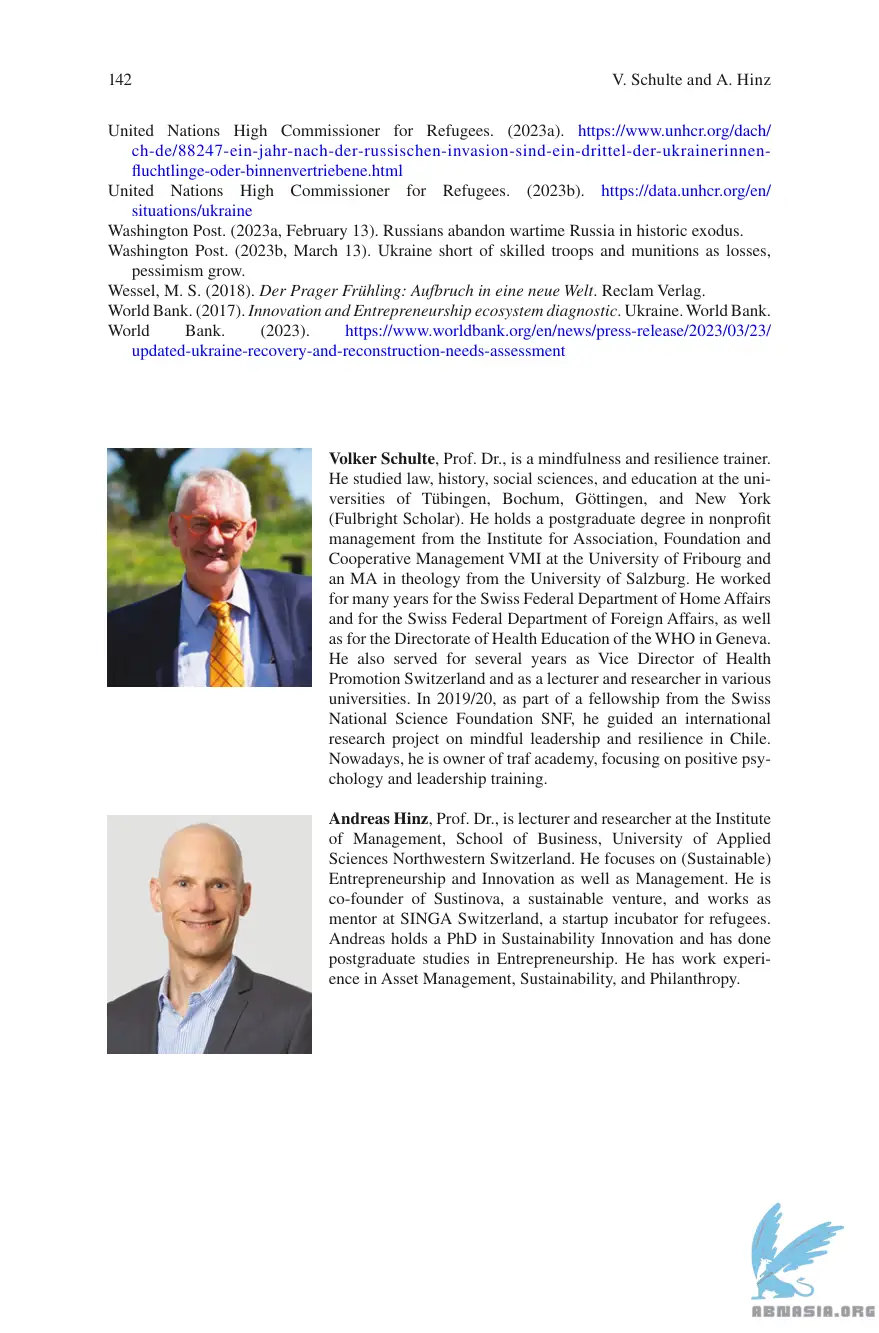 142
V. Schulte and A. Hinz
United Nations High Commissioner for Refugees. (2023a). https://www.unhcr.org/dach/
ch-de/88247-ein-jahr-nach-der-russischen-invasion-sind-ein-drittel-der-ukrainerinnen-
fluchtlinge-oder-binnenvertriebene.html
United Nations High Commissioner for Refugees. (2023b). https://data.unhcr.org/en/
situations/ukraine
Washington Post. (2023a, February 13). Russians abandon wartime Russia in historic exodus.
Washington Post. (2023b, March 13). Ukraine short of skilled troops and munitions as losses,
pessimism grow.
Wessel, M. S. (2018). Der Prager Frühling: Aufbruch in eine neue Welt. Reclam Verlag.
World Bank. (2017). Innovation and Entrepreneurship ecosystem diagnostic. Ukraine. World Bank.
World Bank. (2023). https://www.worldbank.org/en/news/press-release/2023/03/23/
updated-ukraine-recovery-and-reconstruction-needs-assessment
Volker Schulte, Prof. Dr., is a mindfulness and resilience trainer.
He studied law, history, social sciences, and education at the uni-
versities of Tübingen, Bochum, Göttingen, and New York
(Fulbright Scholar). He holds a postgraduate degree in nonprofit
management from the Institute for Association, Foundation and
Cooperative Management VMI at the University of Fribourg and
an MA in theology from the University of Salzburg. He worked
for many years for the Swiss Federal Department of Home Affairs
and for the Swiss Federal Department of Foreign Affairs, as well
as for the Directorate of Health Education of the WHO in Geneva.
He also served for several years as Vice Director of Health
Promotion Switzerland and as a lecturer and researcher in various
universities. In 2019/20, as part of a fellowship from the Swiss
National Science Foundation SNF, he guided an international
research project on mindful leadership and resilience in Chile.
Nowadays, he is owner of traf academy, focusing on positive psy-
chology and leadership training.
Andreas Hinz, Prof. Dr., is lecturer and researcher at the Institute
of Management, School of Business, University of Applied
Sciences Northwestern Switzerland. He focuses on (Sustainable)
Entrepreneurship and Innovation as well as Management. He is
co-founder of Sustinova, a sustainable venture, and works as
mentor at SINGA Switzerland, a startup incubator for refugees.
Andreas holds a PhD in Sustainability Innovation and has done
postgraduate studies in Entrepreneurship. He has work experi-
ence in Asset Management, Sustainability, and Philanthropy.
ABNASIA.ORG